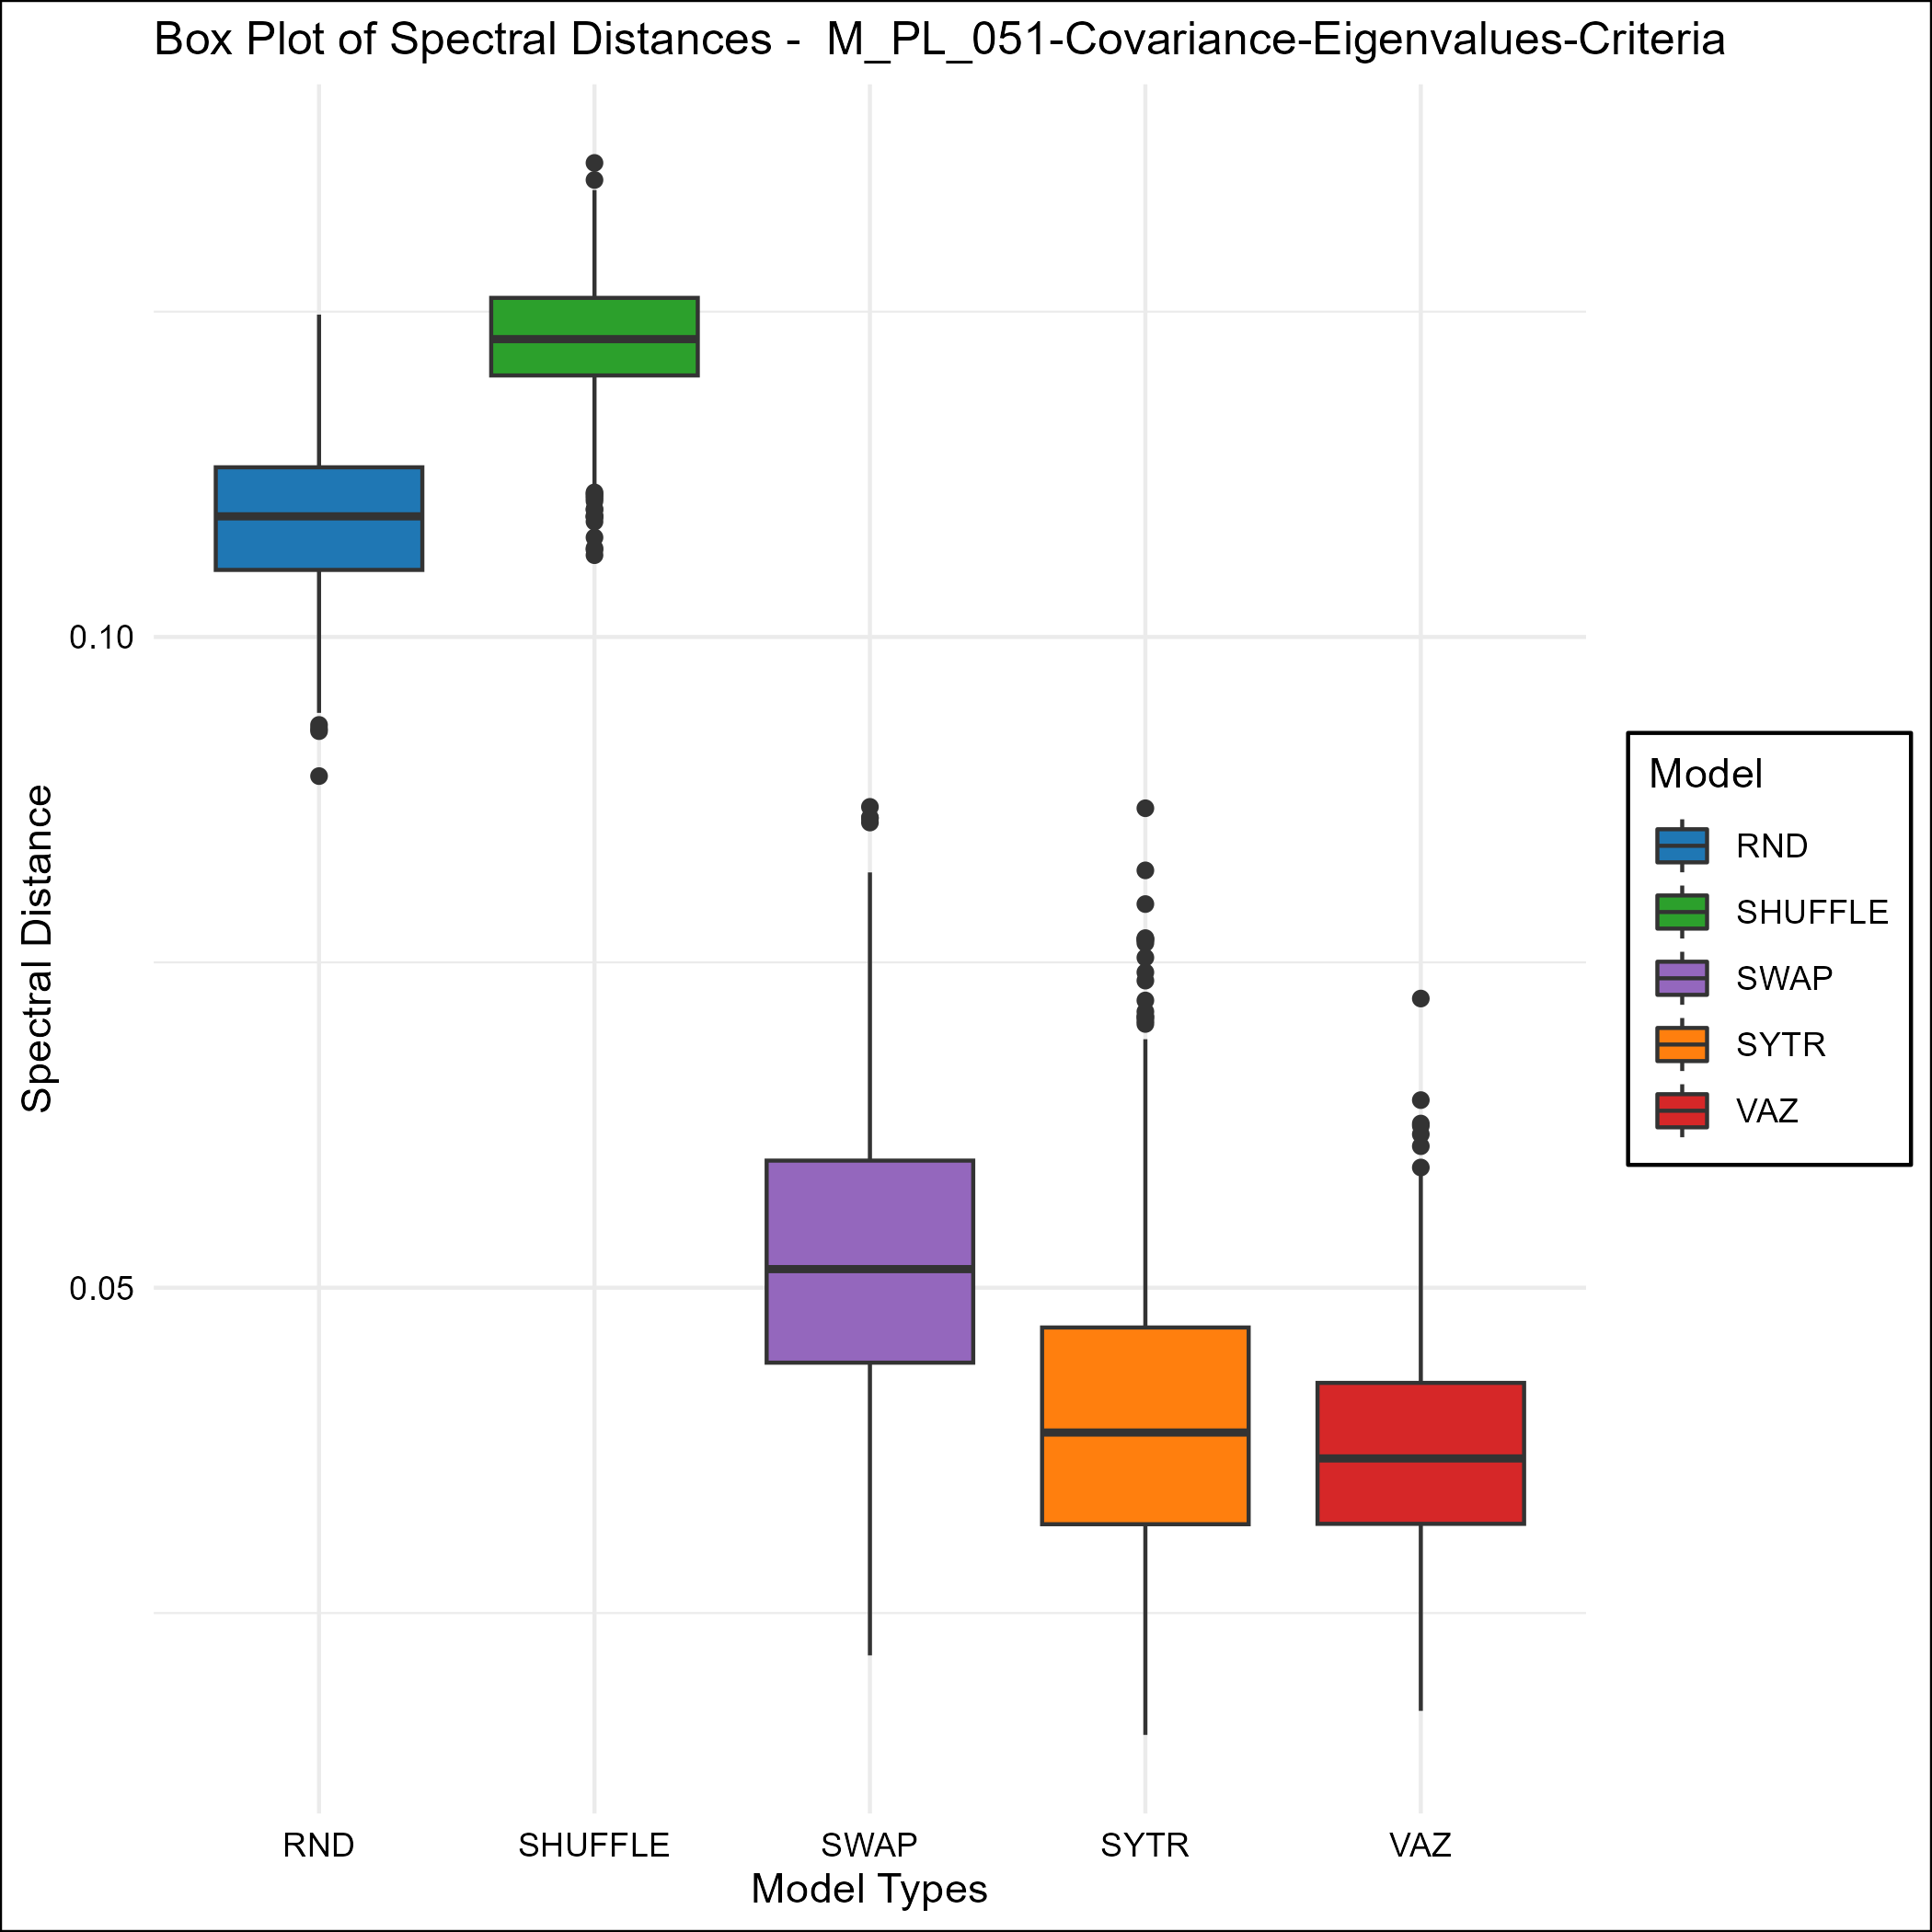 Box Plot of Spectral Distances -  M_PL_051-Covariance-Eigenvalues-Criteria
Spectral Distance
0.10
0.05
RND
SHUFFLE
SWAP
SYTR
VAZ
Model Types
Model
RND
SHUFFLE
SWAP
SYTR
VAZ